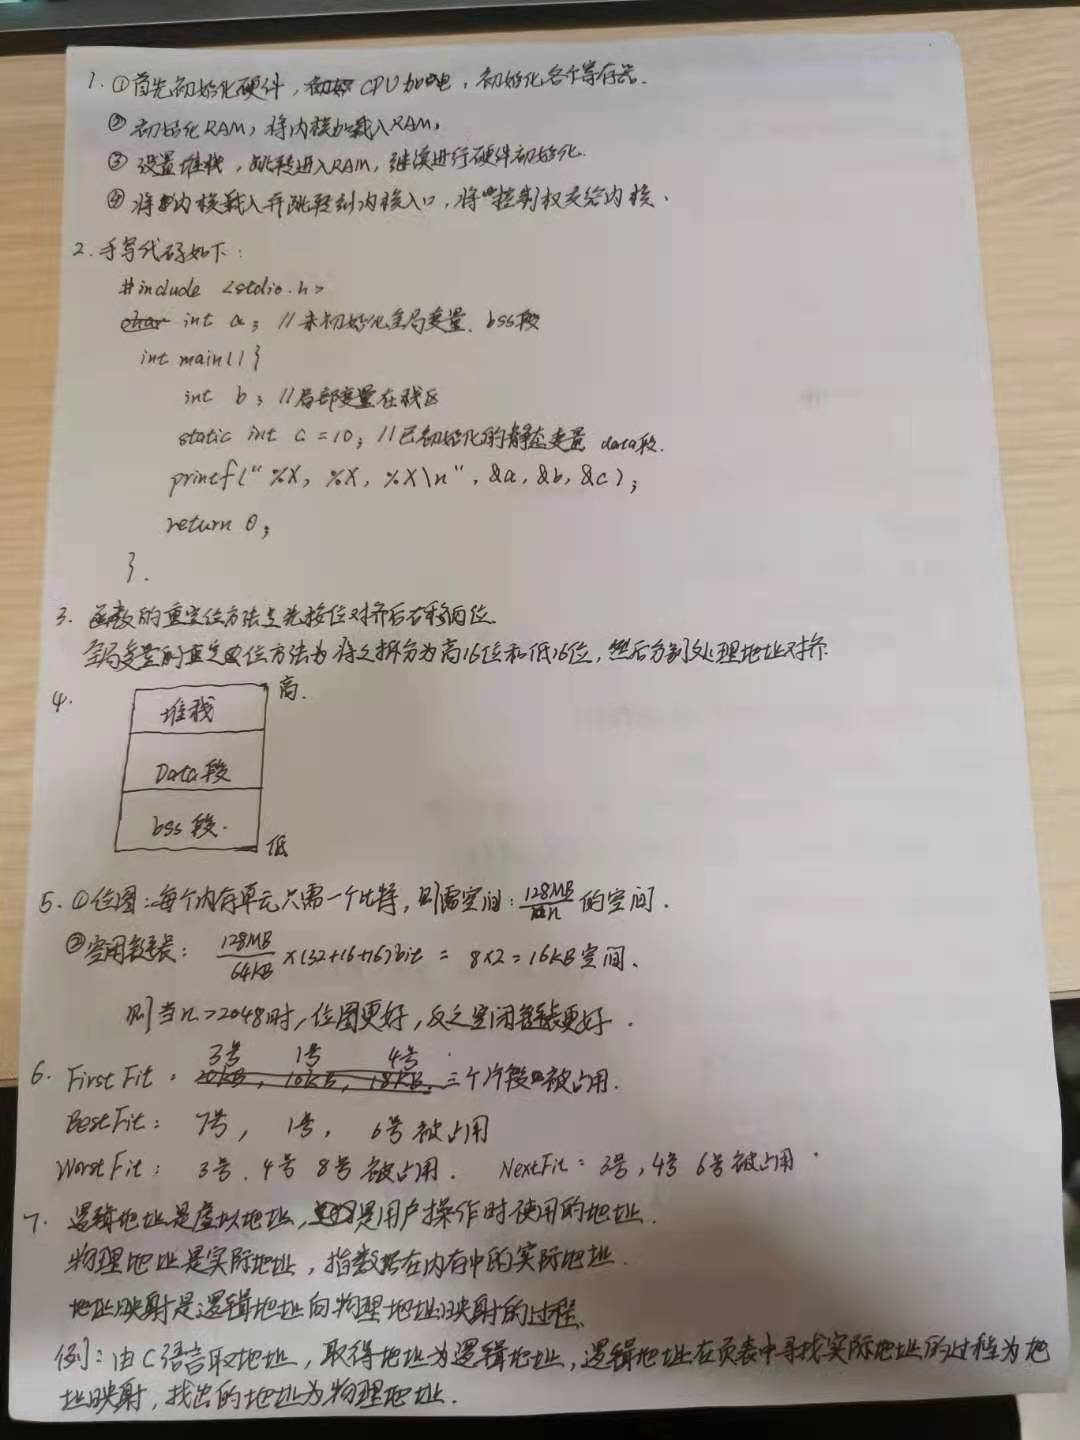 1. ①首先初始化硬件, CPU加电, 初始化各个寄存器.
② 初始化RAM, 将内核加载入RAM,
③ 设置堆栈, 跳转进入RAM, 继续进行硬件初始化.
④ 将内核载入并跳转到内核入口, 将控制权交给内核.
2. 手写代码如下:
#include <stdio.h>
char int a; //未初始化全局变量. bss段
int main(){
int b; //局部变量在栈区
static int c = 10; //已初始化的静态变量 data段.
printf("%X, %X, %X\n", &a, &b, &c);
return 0;
}.
3. 函数的重定位方法是先按位对齐后右移两位.
全局变量的重定位方法为将之拆分为高16位和低16位, 然后分别处理地址对齐
4. 高.
堆栈
Data段
bss段.
低
5. ①位图: 每个内存单元只需一个比特, 则需空间: 128MB/n 的空间.
②空闲链表: 128MB/64KB ×(32+16+16)bit = 8×2 = 16KB空间.
则当n>2048时, 位图更好, 反之空闲链表更好.
3号 1号 4号
6. First Fit: 20KB, 10KB, 18KB. 三个片段被占用.
Best Fit: 7号, 1号, 6号被占用
Worst Fit: 3号. 4号 8号被占用. Next Fit: 3号, 4号 6号被占用.
7. 逻辑地址是虚拟地址, 是用户操作时使用的地址.
物理地址是实际地址, 指数据在内存中的实际地址.
地址映射是逻辑地址向物理地址映射的过程.
例: 由C语言取地址, 取得地址为逻辑地址, 逻辑地址在页表中寻找实际地址的过程为地
址映射, 找出的地址为物理地址.